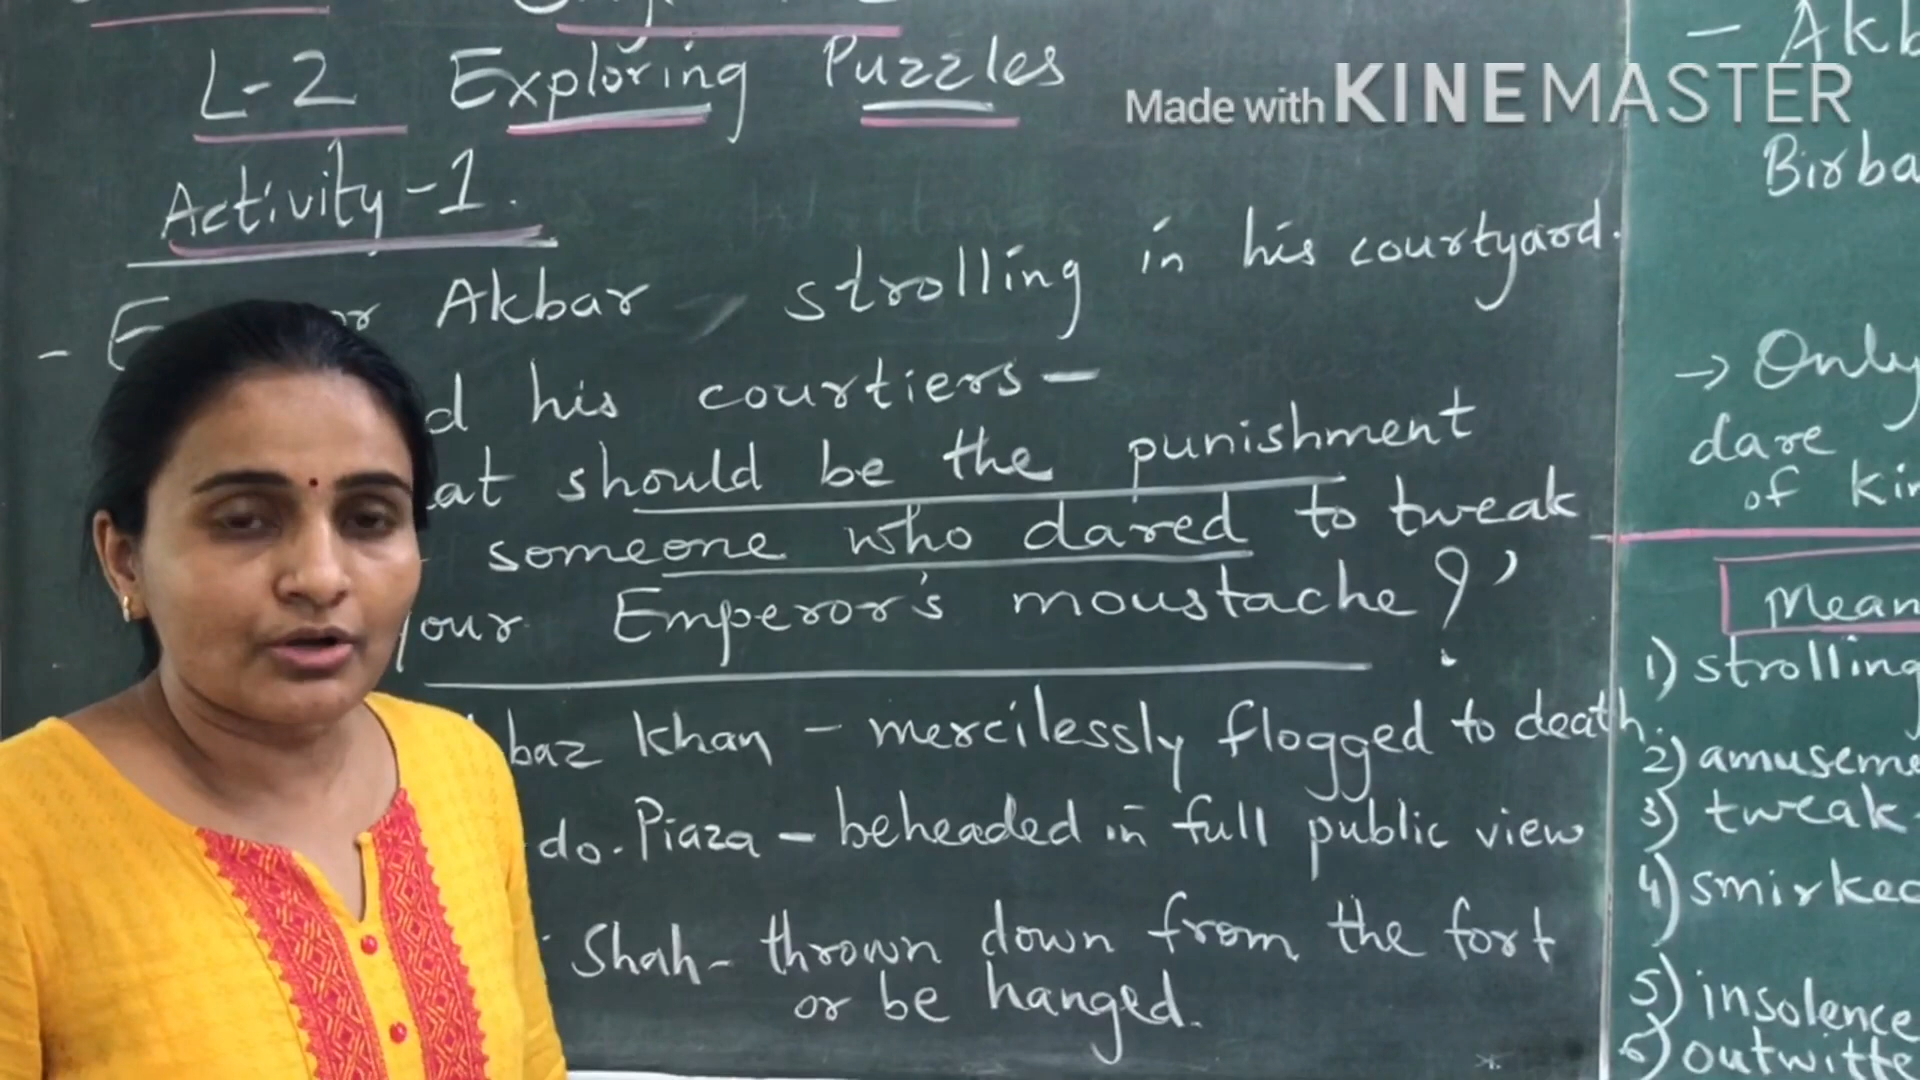 L-2 Exploring Puzzles
Made with KINEMASTER
Activity-1.
- Akbar strolling in his courtyard.
his courtiers -
should be the punishment
someone who dared to tweak
your Emperor's moustache?'
baz Khan - mercilessly flogged to death.
do. Piaza - beheaded in full public view
Shah - thrown down from the fort
or be hanged.
- Akb
Birba
→ Only
dare
of kin
Mean
1) strolling
2) amuseme
3) tweak -
4) smirked
5) insolence
6) outwitte